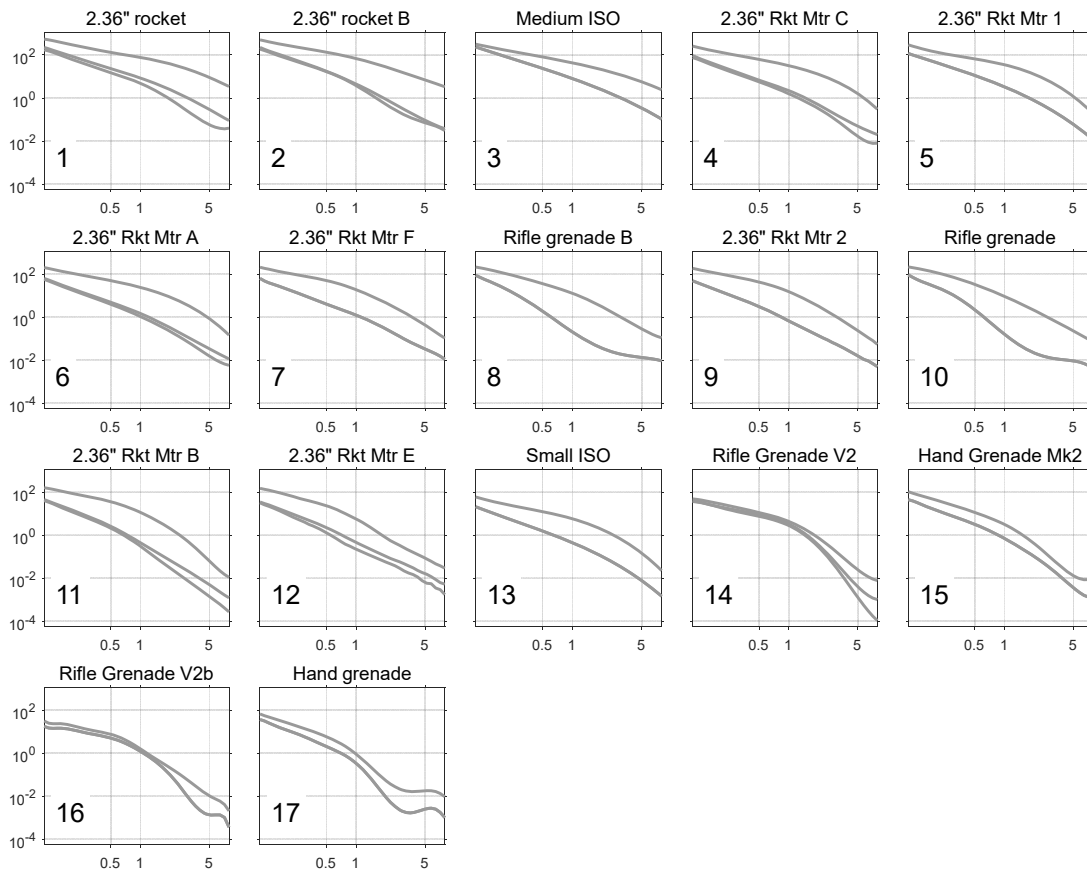 2.36" rocket
2.36" rocket B
Medium ISO
2.36" Rkt Mtr C
2.36" Rkt Mtr 1
10^2
10^0
10^-2
10^-4
1
2
3
4
5
0.5 1 5
0.5 1 5
0.5 1 5
0.5 1 5
0.5 1 5
2.36" Rkt Mtr A
2.36" Rkt Mtr F
Rifle grenade B
2.36" Rkt Mtr 2
Rifle grenade
10^2
10^0
10^-2
10^-4
6
7
8
9
10
0.5 1 5
0.5 1 5
0.5 1 5
0.5 1 5
0.5 1 5
2.36" Rkt Mtr B
2.36" Rkt Mtr E
Small ISO
Rifle Grenade V2
Hand Grenade Mk2
10^2
10^0
10^-2
10^-4
11
12
13
14
15
0.5 1 5
0.5 1 5
0.5 1 5
0.5 1 5
0.5 1 5
Rifle Grenade V2b
Hand grenade
10^2
10^0
10^-2
10^-4
16
17
0.5 1 5
0.5 1 5